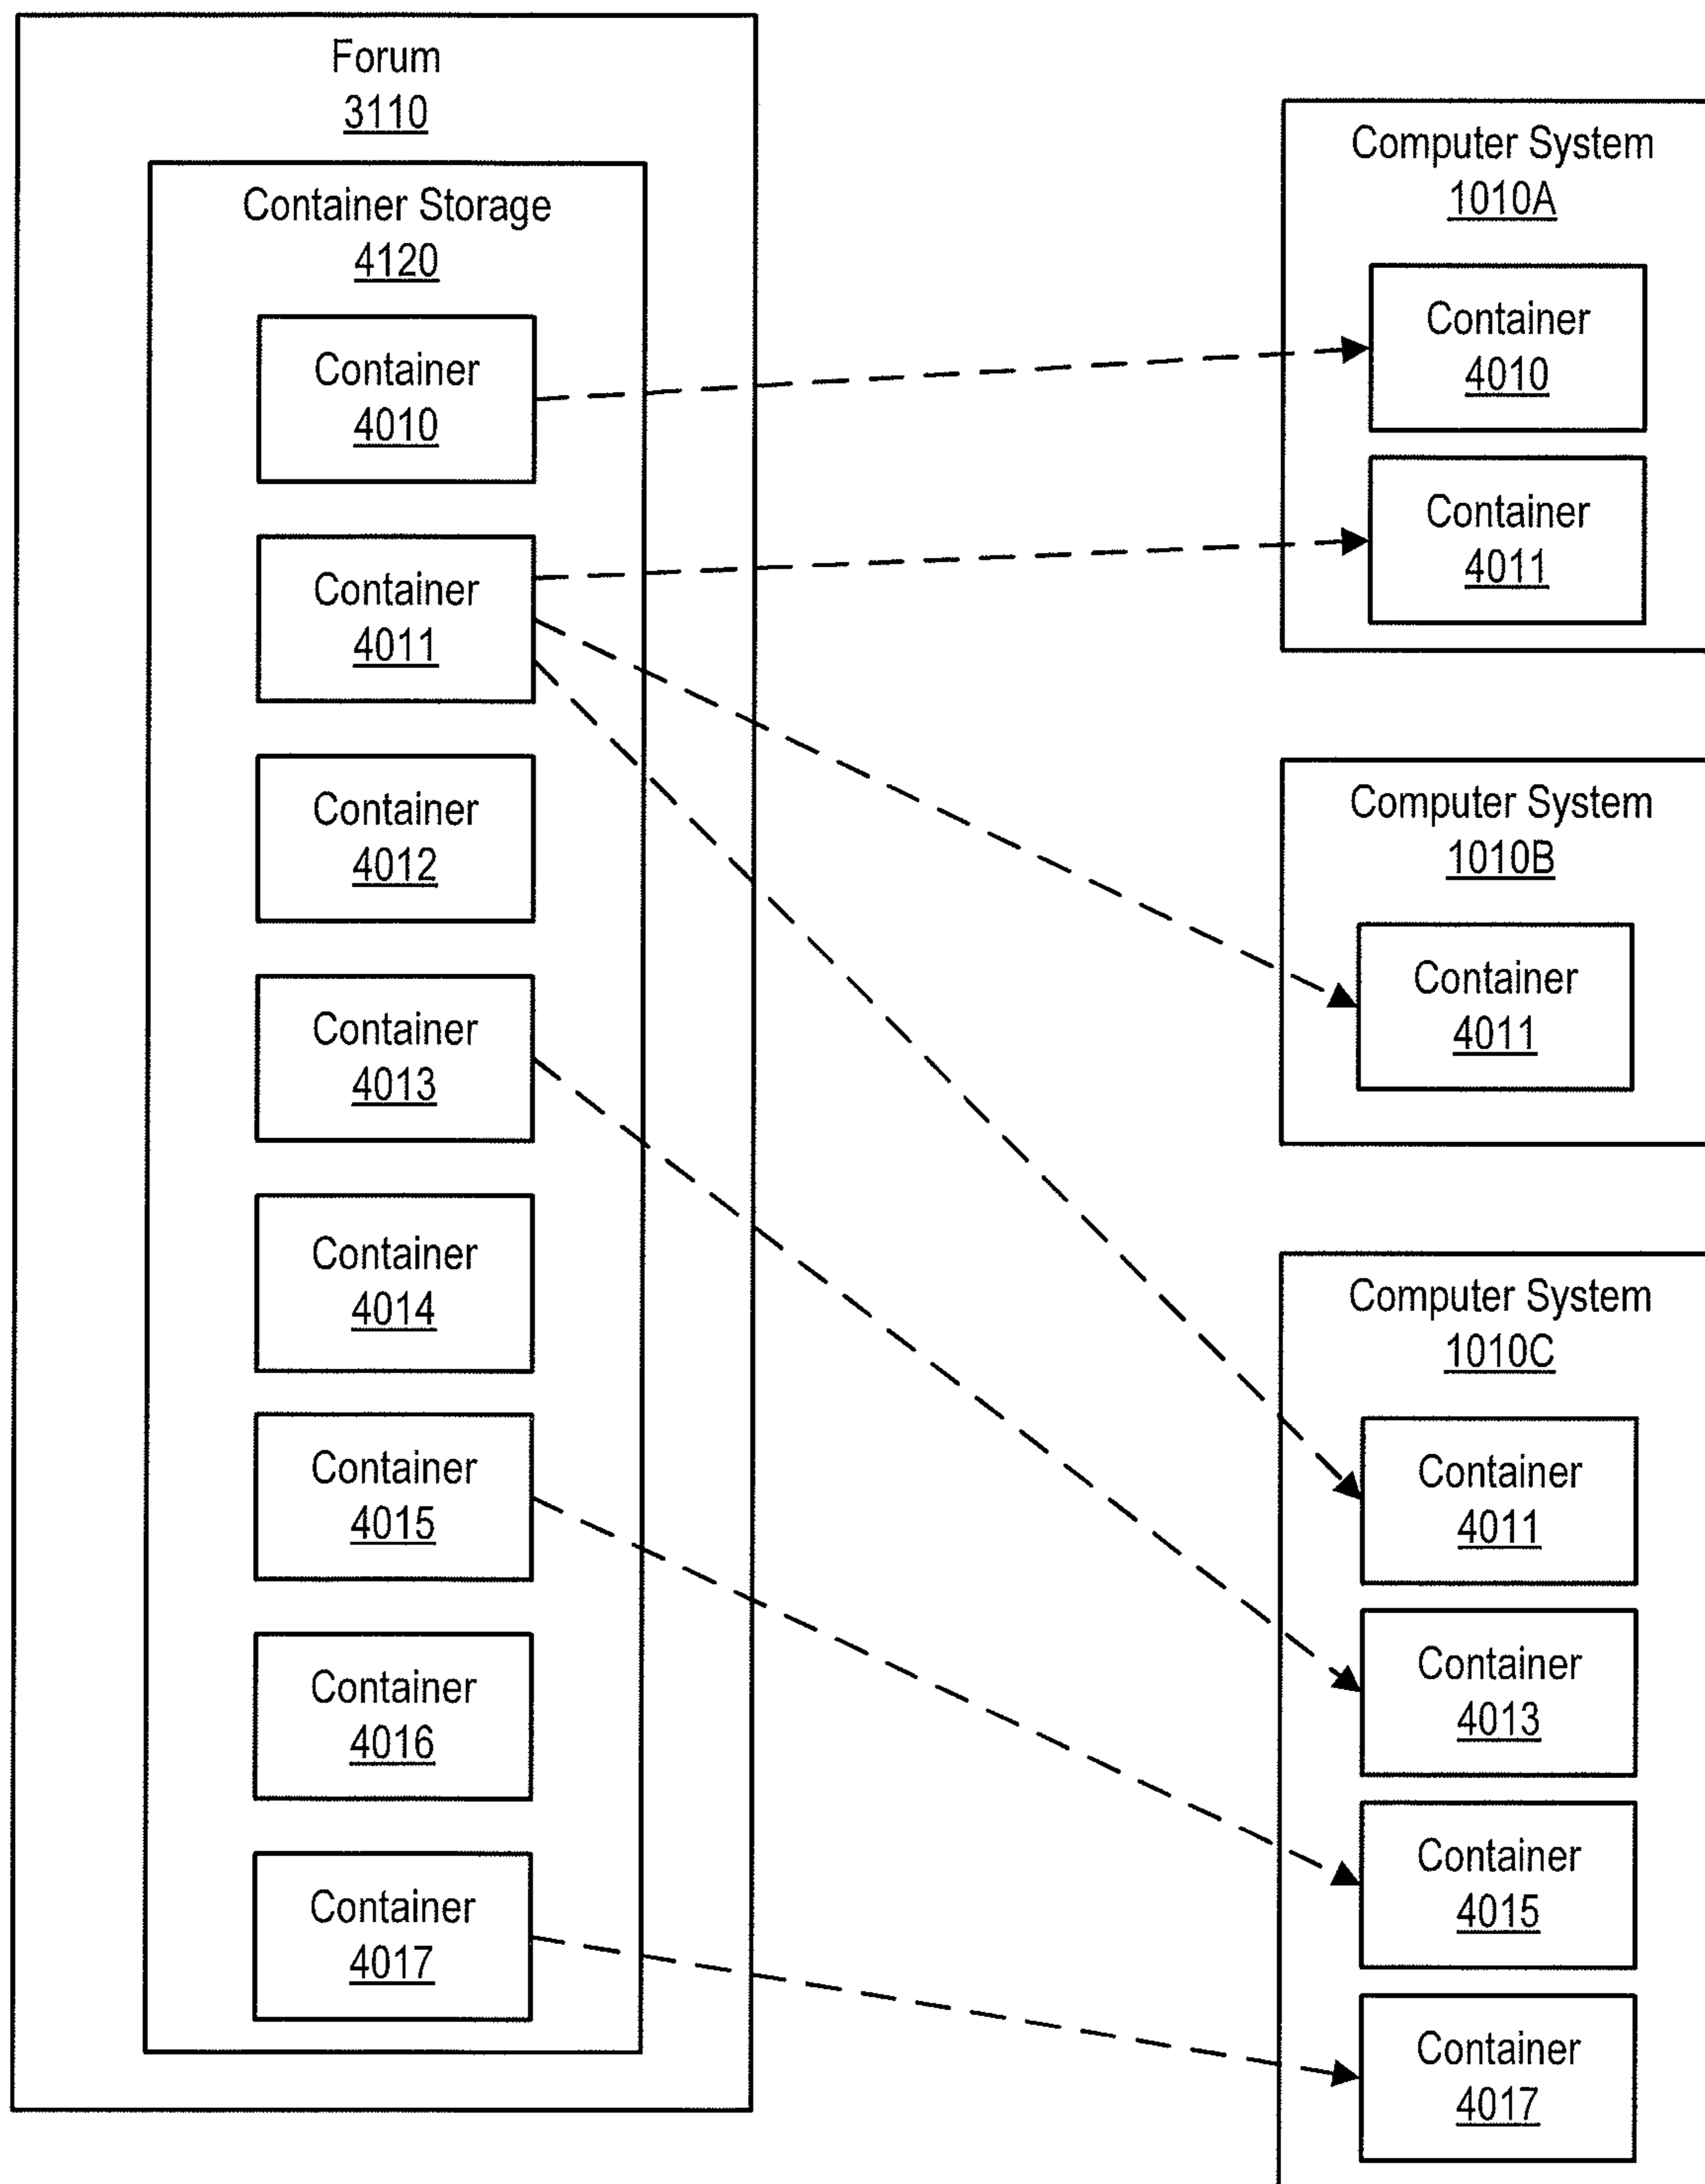 Forum
3110
Container Storage
4120
Container
4010
Container
4011
Container
4012
Container
4013
Container
4014
Container
4015
Container
4016
Container
4017
Computer System
1010A
Container
4010
Container
4011
Computer System
1010B
Container
4011
Computer System
1010C
Container
4011
Container
4013
Container
4015
Container
4017